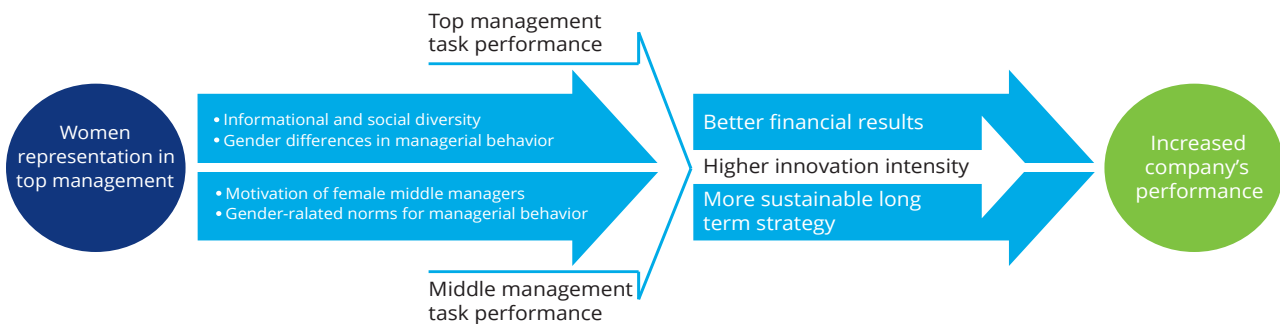 Top management
task performance
Women
representation in
top management
• Informational and social diversity
• Gender differences in managerial behavior
• Motivation of female middle managers
• Gender-ralated norms for managerial behavior
Middle management
task performance
Better financial results
Higher innovation intensity
More sustainable long
term strategy
Increased
company’s
performance